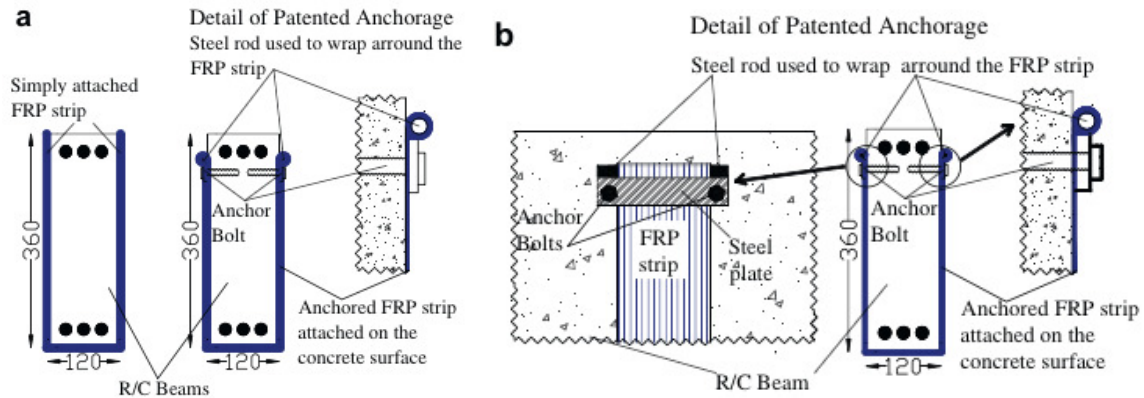 a
Detail of Patented Anchorage
Steel rod used to wrap arround the
FRP strip
Simply attached
FRP strip
360
360
Anchor
Bolt
120
120
Anchored FRP strip
attached on the
concrete surface
R/C Beams
b
Detail of Patented Anchorage
Steel rod used to wrap arround the FRP strip
Anchor
Bolts
FRP
strip
Steel
plate
360
Anchor
Bolt
120
Anchored FRP strip
attached on the
concrete surface
R/C Beam